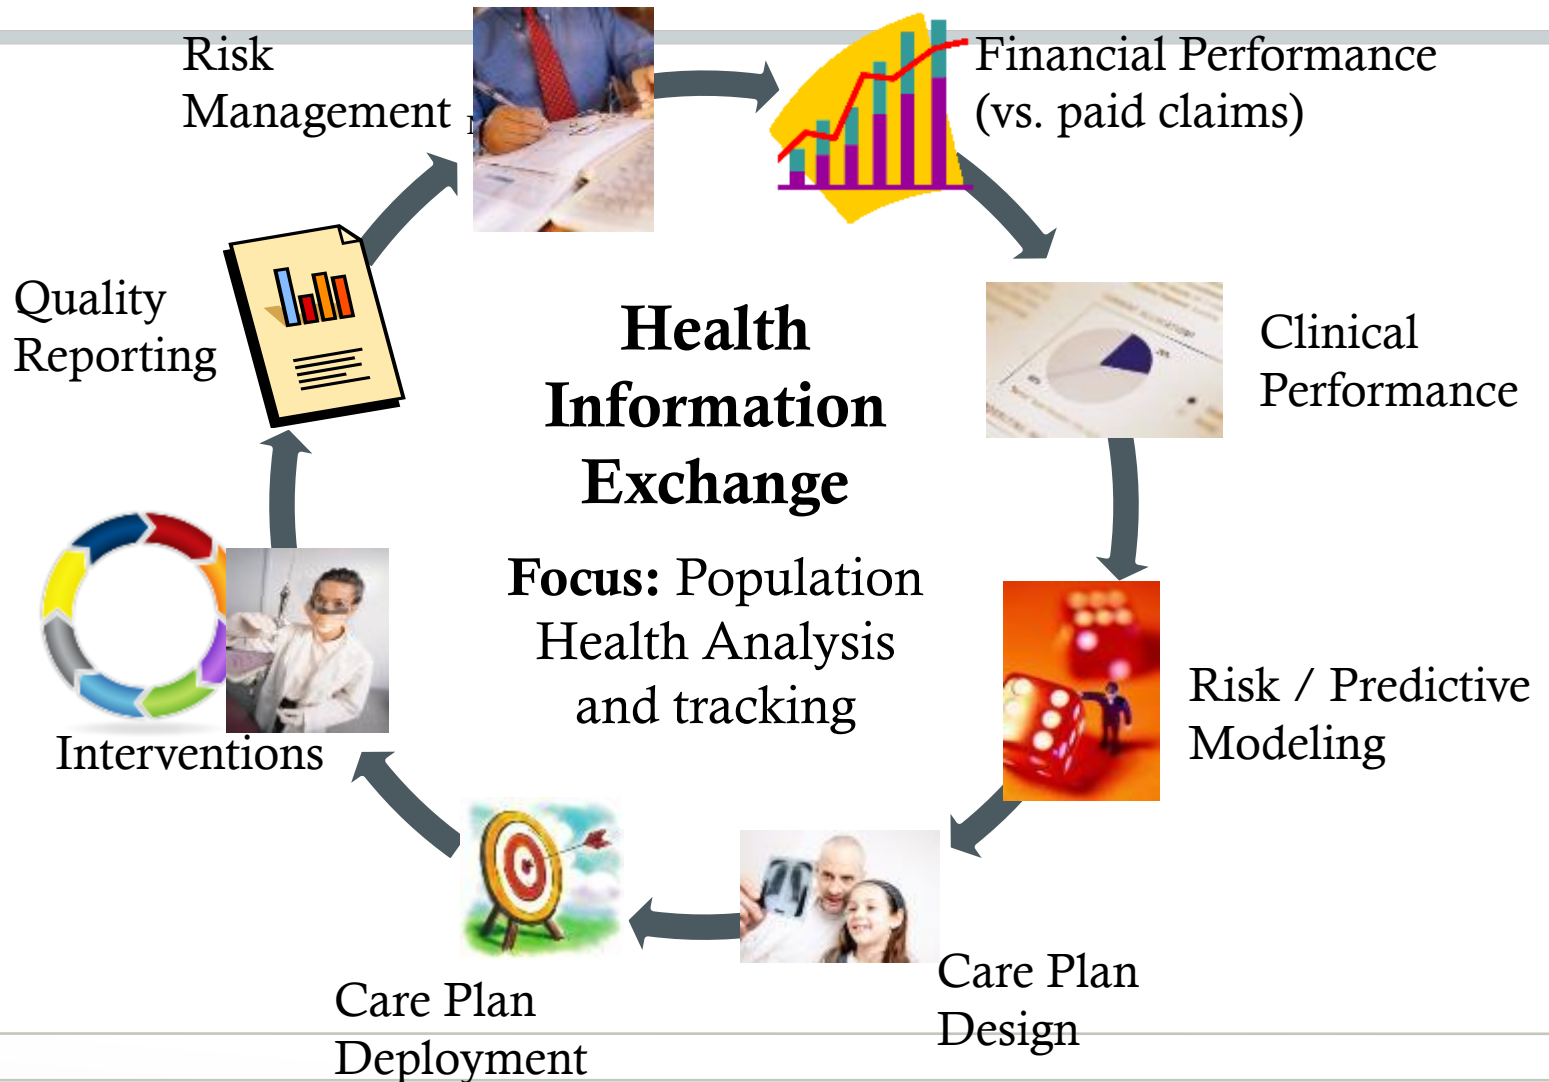 Risk
Management
Financial Performance
(vs. paid claims)
Quality
Reporting
Health
Information
Exchange
Clinical
Performance
Focus: Population
Health Analysis
and tracking
Risk / Predictive
Modeling
Interventions
Care Plan
Design
Care Plan
Deployment